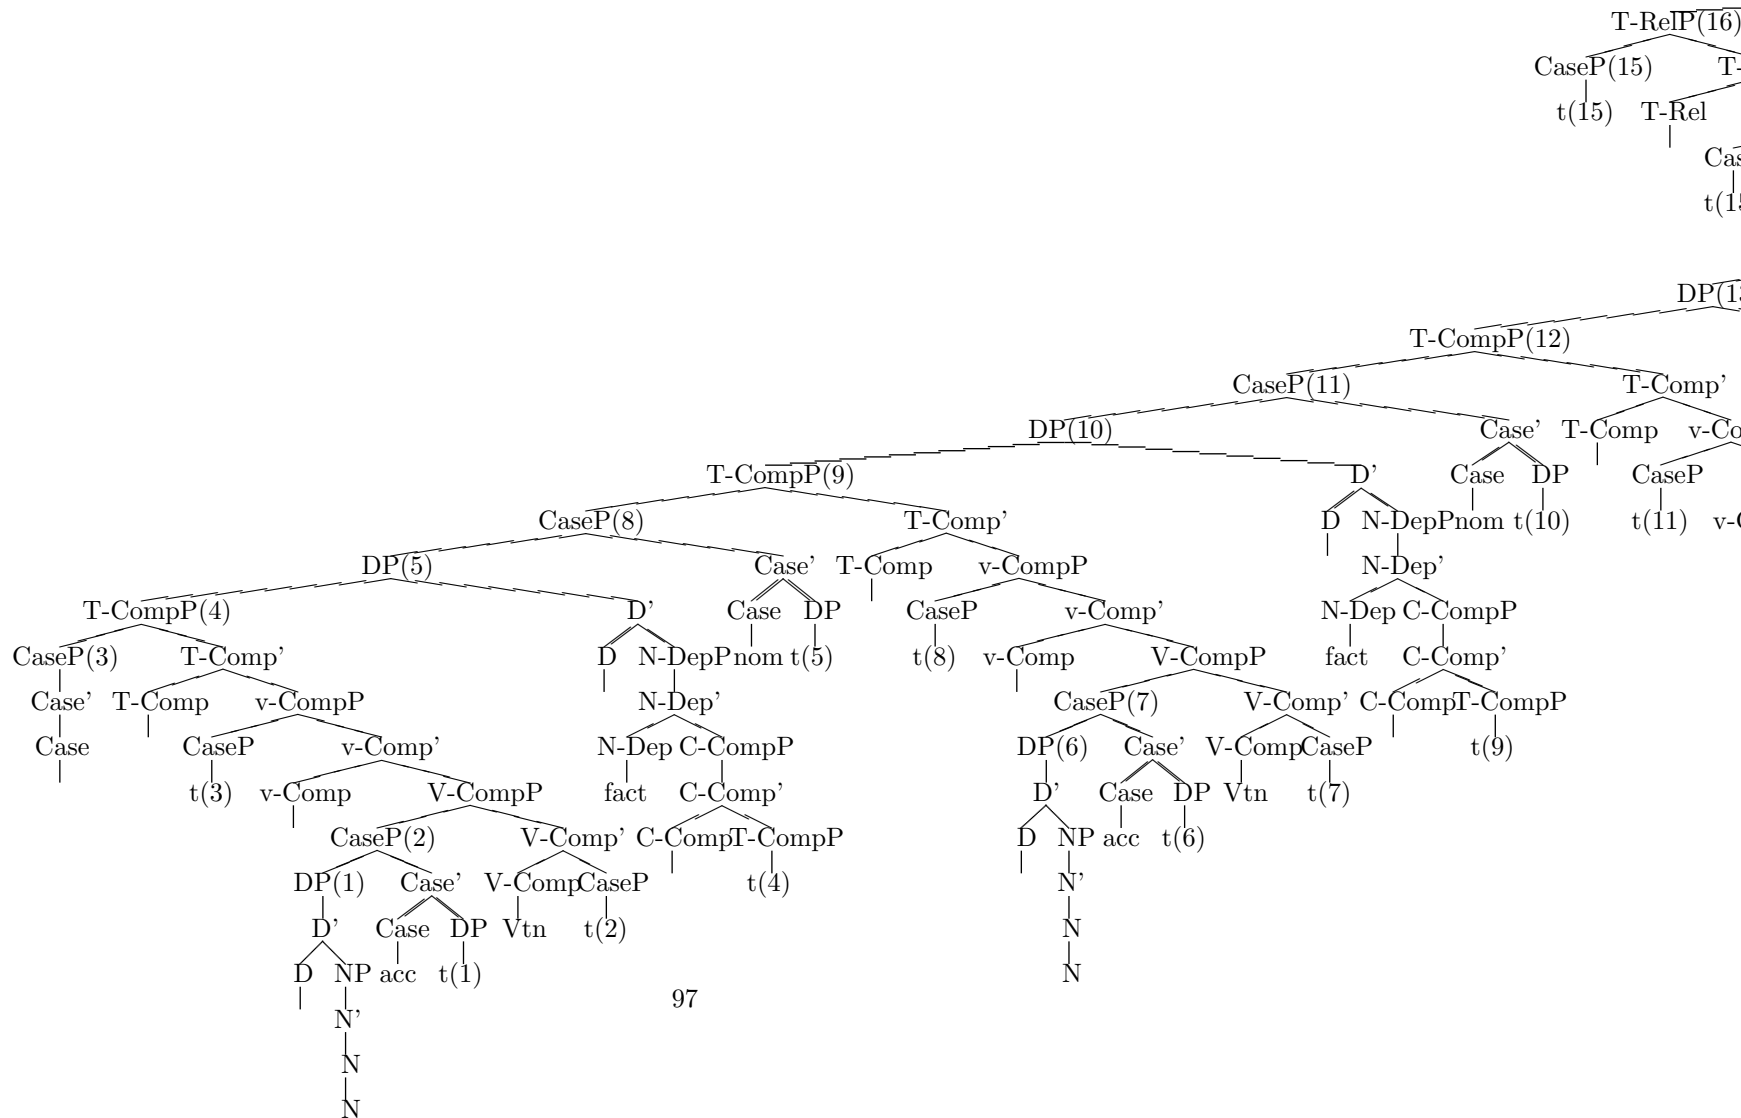 T-RelP(16)
CaseP(15) T-
t(15) T-Rel
Cas
t(15
DP(13
T-CompP(12)
CaseP(11) T-Comp’
DP(10) Case’ T-Comp v-Co
T-CompP(9) D’ Case DP CaseP
CaseP(8) T-Comp’ D N-DepP nom t(10) t(11) v-C
DP(5) Case’ T-Comp v-CompP N-Dep’
T-CompP(4) D’ Case DP CaseP v-Comp’ N-Dep C-CompP
CaseP(3) T-Comp’ D N-DepP nom t(5) t(8) v-Comp V-CompP fact C-Comp’
Case’ T-Comp v-CompP N-Dep’ CaseP(7) V-Comp’ C-Comp T-CompP
Case CaseP v-Comp’ N-Dep C-CompP DP(6) Case’ V-Comp CaseP t(9)
t(3) v-Comp V-CompP fact C-Comp’ D’ Case DP Vtn t(7)
CaseP(2) V-Comp’ C-Comp T-CompP D NP acc t(6)
DP(1) Case’ V-Comp CaseP t(4) N’
D’ Case DP Vtn t(2) N
D NP acc t(1) N
97
N’
N
N